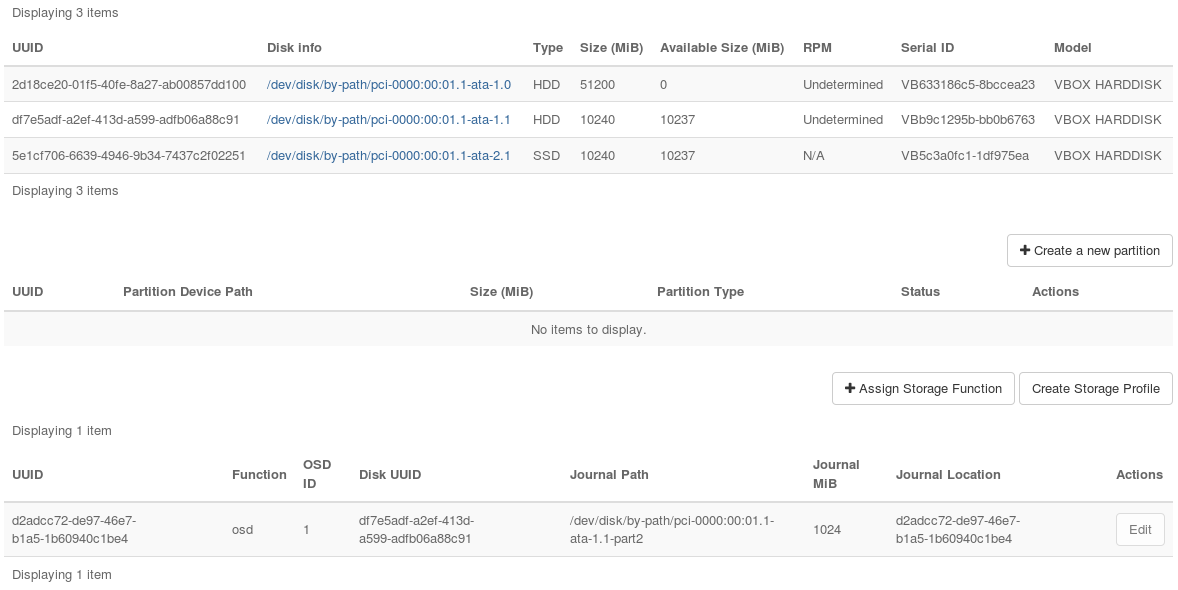 Displaying 3 items
UUID Disk info Type Size (MiB) Available Size (MiB) RPM Serial ID Model
2d18ce20-01f5-40fe-8a27-ab00857dd100 /dev/disk/by-path/pci-0000:00:01.1-ata-1.0 HDD 51200 0 Undetermined VB633186c5-8bccea23 VBOX HARDDISK
df7e5adf-a2ef-413d-a599-adfb06a88c91 /dev/disk/by-path/pci-0000:00:01.1-ata-1.1 HDD 10240 10237 Undetermined VBb9c1295b-bb0b6763 VBOX HARDDISK
5e1cf706-6639-4946-9b34-7437c2f02251 /dev/disk/by-path/pci-0000:00:01.1-ata-2.1 SSD 10240 10237 N/A VB5c3a0fc1-1df975ea VBOX HARDDISK
Displaying 3 items
Create a new partition
UUID Partition Device Path Size (MiB) Partition Type Status Actions
No items to display.
Assign Storage Function Create Storage Profile
Displaying 1 item
UUID Function OSD ID Disk UUID Journal Path Journal MiB Journal Location Actions
d2adcc72-de97-46e7- df7e5adf-a2ef-413d- /dev/disk/by-path/pci-0000:00:01.1- d2adcc72-de97-46e7-
osd 1 1024 Edit
b1a5-1b60940c1be4 a599-adfb06a88c91 ata-1.1-part2 b1a5-1b60940c1be4
Displaying 1 item